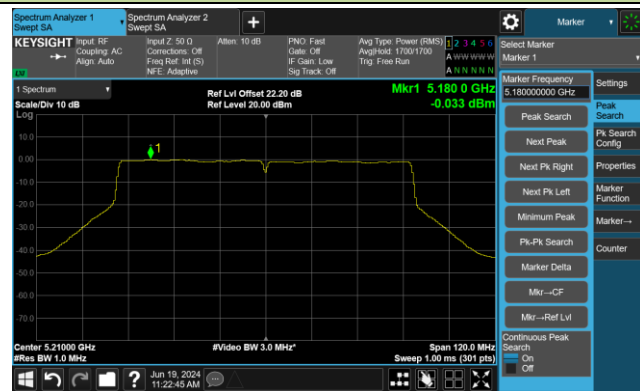 Spectrum Analyzer 1
Swept SA
Spectrum Analyzer 2
Swept SA
+
Marker
KEYSIGHT
Input: RF
Coupling: AC
Align: Auto
Input Z: 50 Ω
Corrections: Off
Freq Ref: Int (S)
NFE: Adaptive
Atten: 10 dB
PNO: Fast
Gate: Off
IF Gain: Low
Sig Track: Off
Avg Type: Power (RMS)
Avg|Hold: 1700/1700
Trig: Free Run
1 2 3 4 5 6
A W W W W W
A N N N N N
Select Marker
Marker 1
1 Spectrum
Scale/Div 10 dB
Log
Ref Lvl Offset 22.20 dB
Ref Level 20.00 dBm
Mkr1 5.180 0 GHz
-0.033 dBm
10.0
0.00
-10.0
-20.0
-30.0
-40.0
-50.0
-60.0
-70.0
1
Center 5.21000 GHz
#Res BW 1.0 MHz
#Video BW 3.0 MHz*
Span 120.0 MHz
Sweep 1.00 ms (301 pts)
Marker Frequency
5.180000000 GHz
Peak Search
Next Peak
Next Pk Right
Next Pk Left
Minimum Peak
Pk-Pk Search
Marker Delta
Mkr→CF
Mkr→Ref Lvl
Continuous Peak
Search
On
Off
Settings
Peak
Search
Pk Search
Config
Properties
Marker
Function
Marker→
Counter
?
Jun 19, 2024
11:22:45 AM